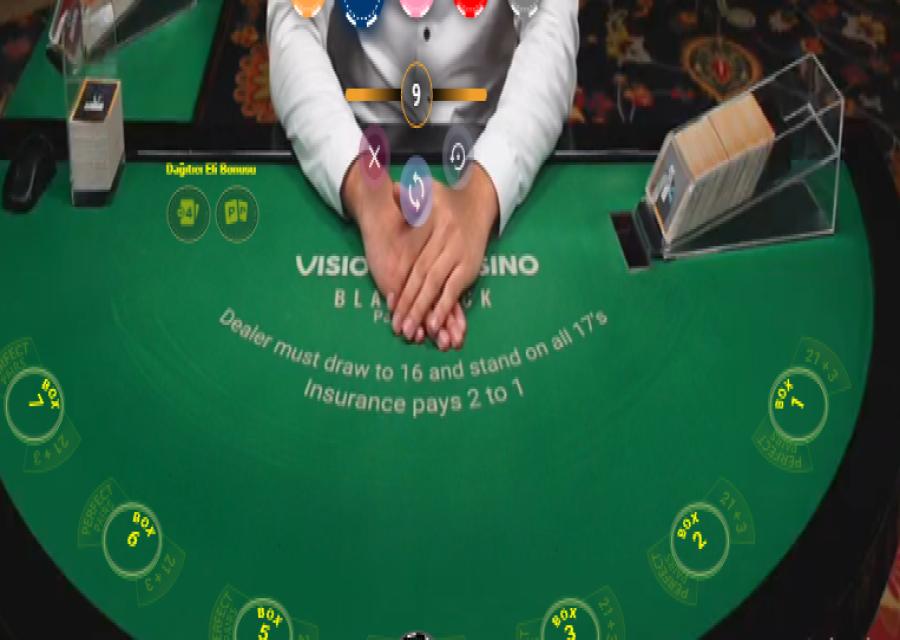 9
Dağıtıcı Eli Bonusu
BLA CK
Dealer must draw to 16 and stand on all 17's
Insurance pays 2 to 1
21 + 3
BOX
1
PERFECT
PAIRS
21 + 3
BOX
2
PERFECT
PAIRS
21 + 3
BOX
3
BOX
5
PERFECT
PERFECT
PAIRS
BOX
6
21 + 3
PERFECT
PAIRS
BOX
7
21 + 3